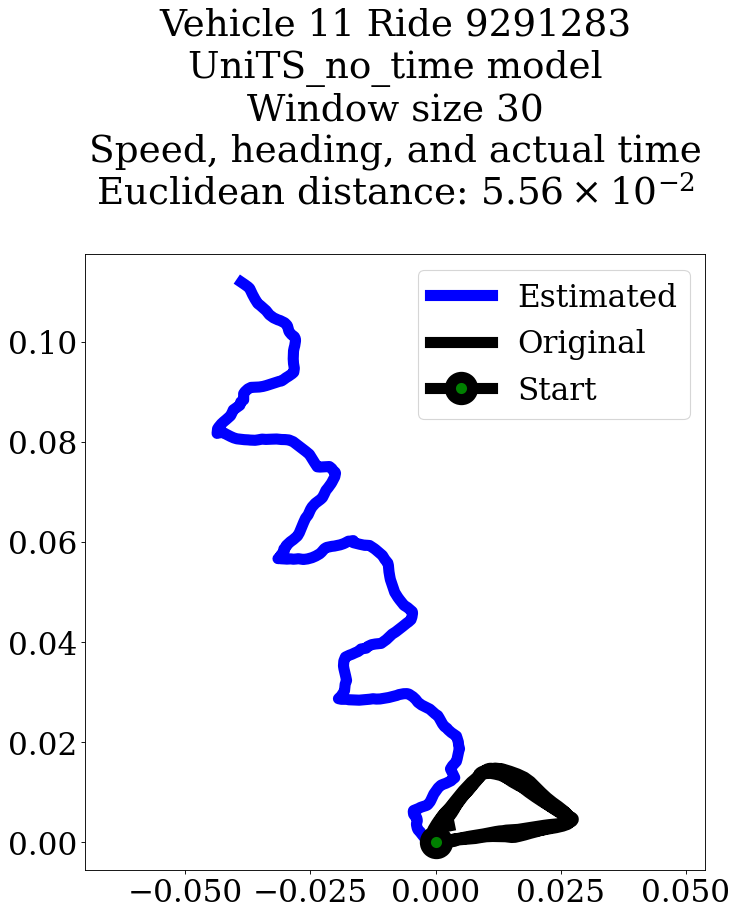 Vehicle 11 Ride 9291283
UniTS_no_time model
Window size 30
Speed, heading, and actual time
Euclidean distance: 5.56 × 10⁻²
Estimated
Original
Start
0.10
0.08
0.06
0.04
0.02
0.00
−0.050 −0.025 0.000 0.025 0.050